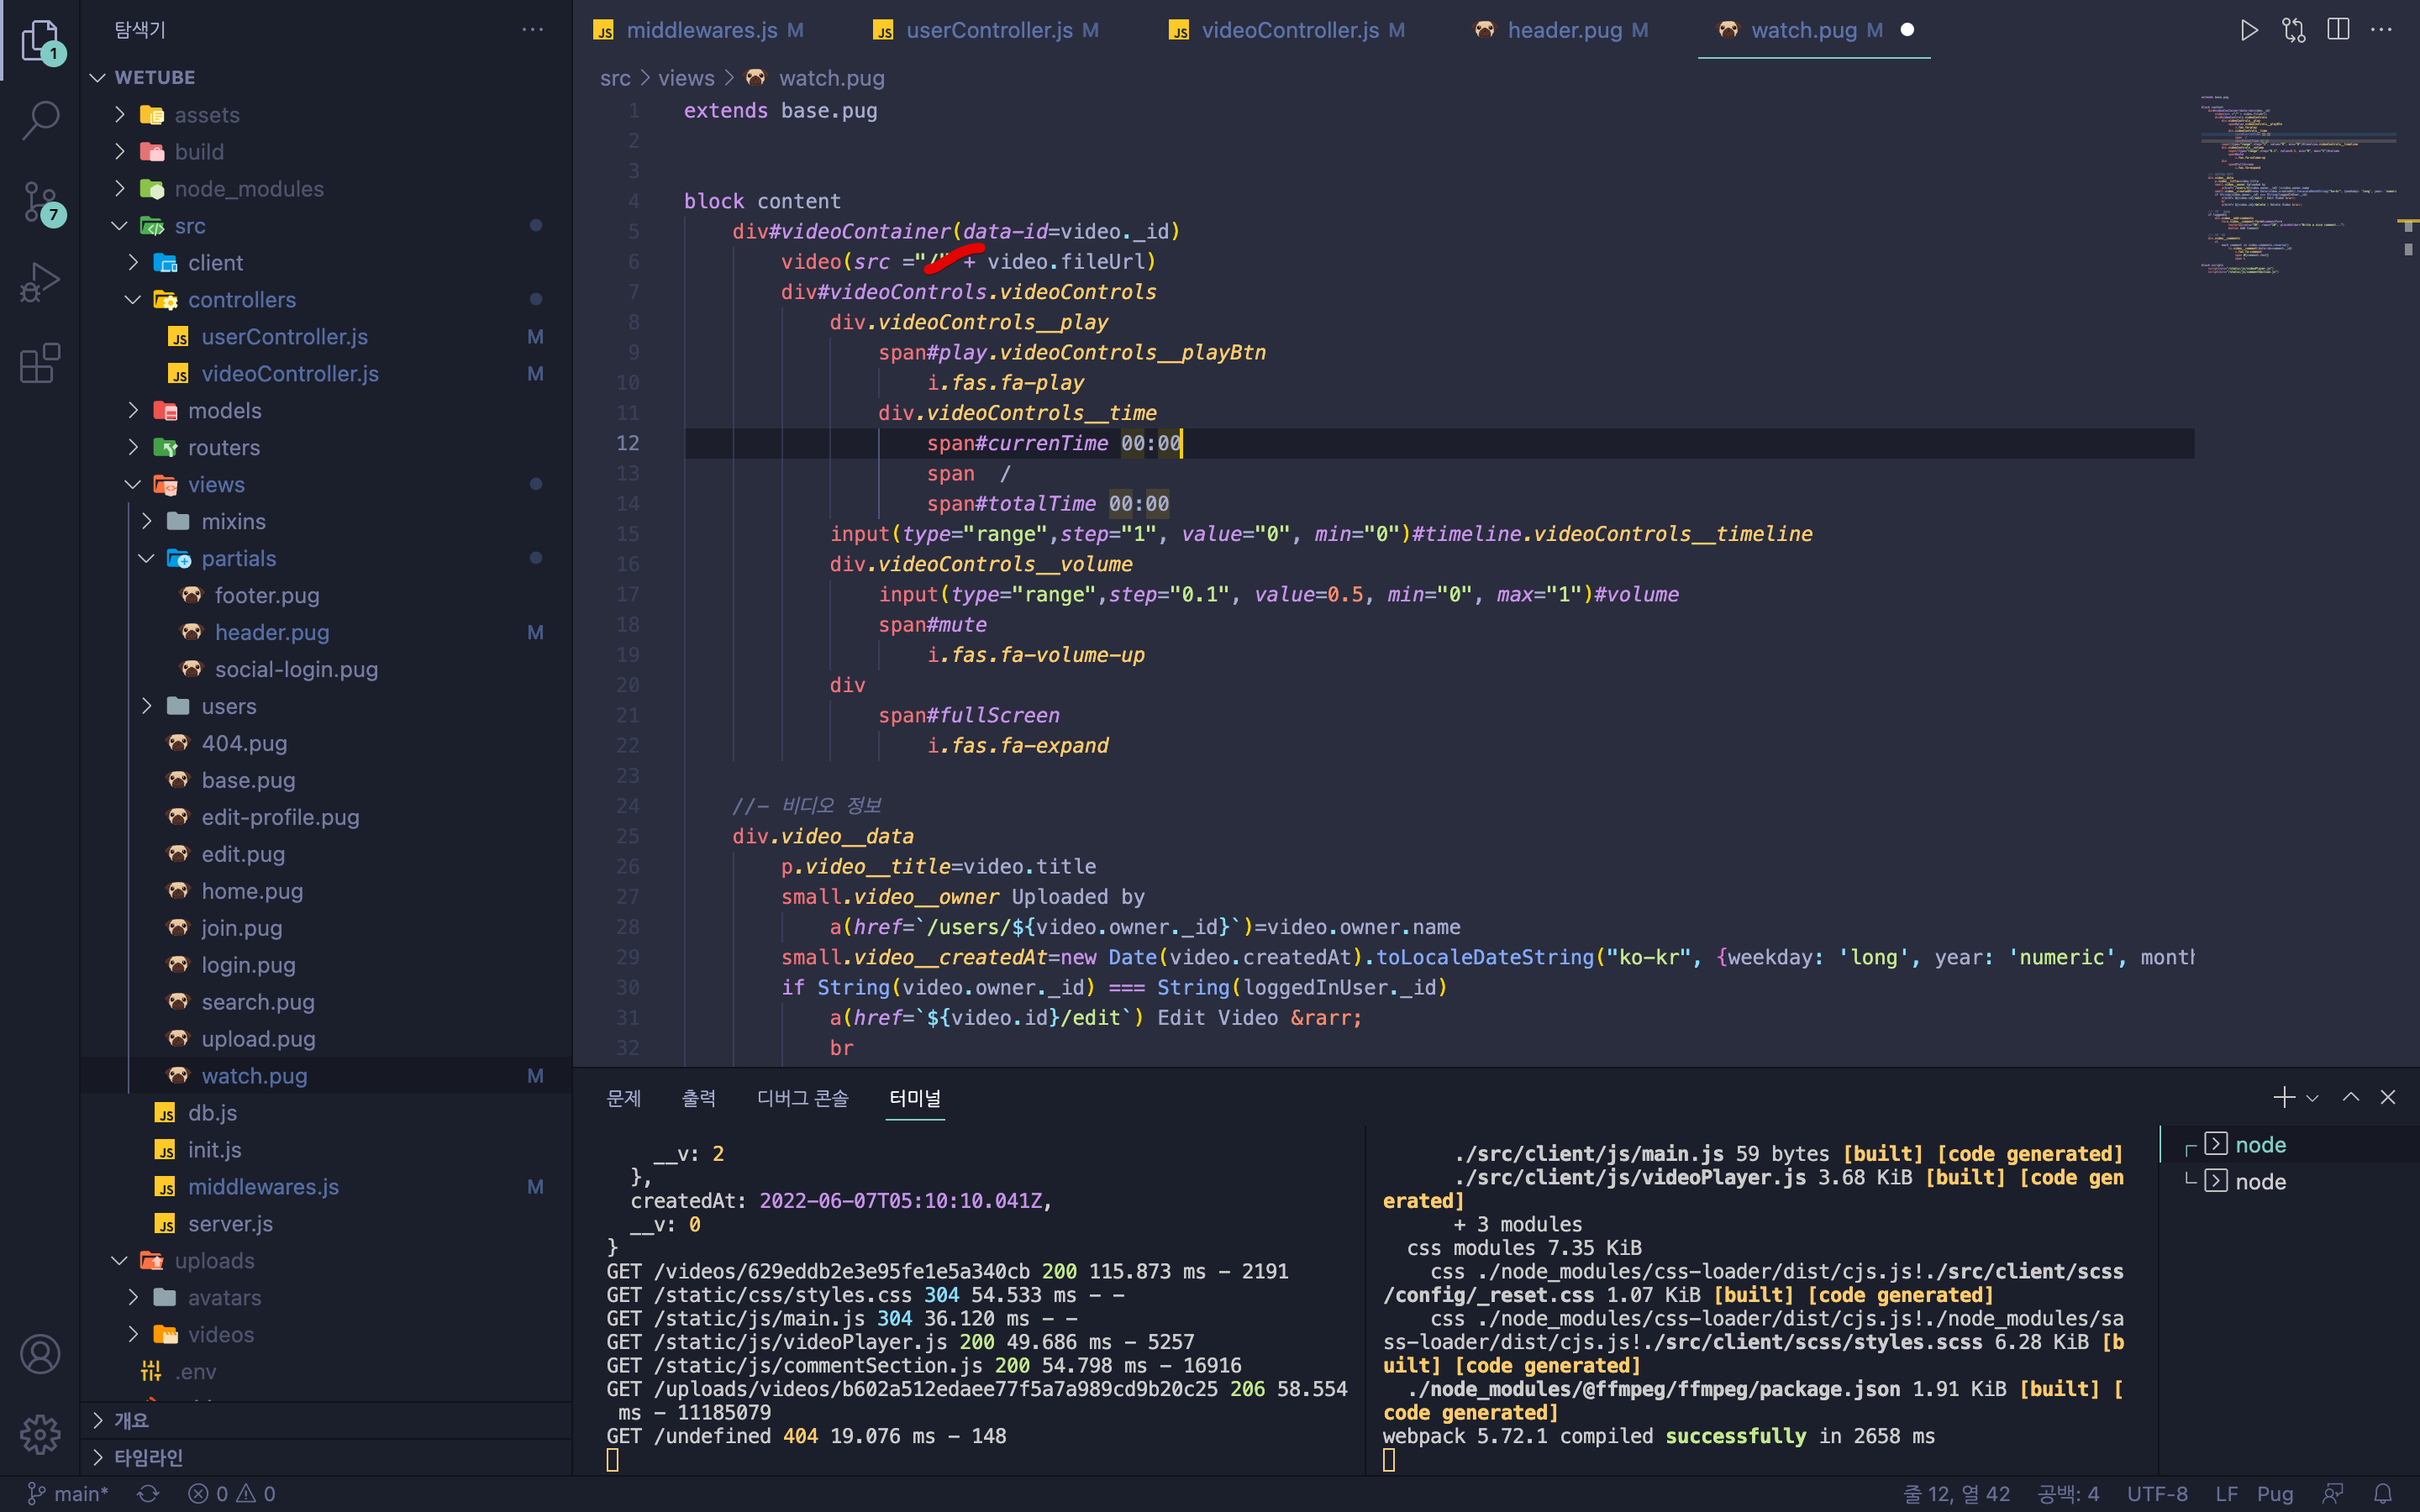 탐색기
WETUBE
assets
build
node_modules
src
client
controllers
userController.js M
videoController.js M
models
routers
views
mixins
partials
footer.pug
header.pug M
social-login.pug
users
404.pug
base.pug
edit-profile.pug
edit.pug
home.pug
join.pug
login.pug
search.pug
upload.pug
watch.pug M
db.js
init.js
middlewares.js M
server.js
uploads
avatars
videos
.env
개요
타임라인
1
7
middlewares.js M userController.js M videoController.js M header.pug M watch.pug M
src > views > watch.pug
1 extends base.pug
2
3
4 block content
5 div#videoContainer(data-id=video._id)
6 video(src ="/" + video.fileUrl)
7 div#videoControls.videoControls
8 div.videoControls__play
9 span#play.videoControls__playBtn
10 i.fas.fa-play
11 div.videoControls__time
12 span#currenTime 00:00
13 span  /
14 span#totalTime 00:00
15 input(type="range",step="1", value="0", min="0")#timeline.videoControls__timeline
16 div.videoControls__volume
17 input(type="range",step="0.1", value=0.5, min="0", max="1")#volume
18 span#mute
19 i.fas.fa-volume-up
20 div
21 span#fullScreen
22 i.fas.fa-expand
23
24 //- 비디오 정보
25 div.video__data
26 p.video__title=video.title
27 small.video__owner Uploaded by
28 a(href=`/users/${video.owner._id}`)=video.owner.name
29 small.video__createdAt=new Date(video.createdAt).toLocaleDateString("ko-kr", {weekday: 'long', year: 'numeric', month
30 if String(video.owner._id) === String(loggedInUser._id)
31 a(href=`${video.id}/edit`) Edit Video &rarr;
32 br
문제 출력 디버그 콘솔 터미널
__v: 2
},
createdAt: 2022-06-07T05:10:10.041Z,
__v: 0
}
GET /videos/629eddb2e3e95fe1e5a340cb 200 115.873 ms - 2191
GET /static/css/styles.css 304 54.533 ms - -
GET /static/js/main.js 304 36.120 ms - -
GET /static/js/videoPlayer.js 200 49.686 ms - 5257
GET /static/js/commentSection.js 200 54.798 ms - 16916
GET /uploads/videos/b602a512edaee77f5a7a989cd9b20c25 206 58.554
ms - 11185079
GET /undefined 404 19.076 ms - 148
./src/client/js/main.js 59 bytes [built] [code generated]
./src/client/js/videoPlayer.js 3.68 KiB [built] [code gen
erated]
+ 3 modules
css modules 7.35 KiB
css ./node_modules/css-loader/dist/cjs.js!./src/client/scss
/config/_reset.css 1.07 KiB [built] [code generated]
css ./node_modules/css-loader/dist/cjs.js!./node_modules/sa
ss-loader/dist/cjs.js!./src/client/scss/styles.scss 6.28 KiB [b
uilt] [code generated]
./node_modules/@ffmpeg/ffmpeg/package.json 1.91 KiB [built] [
code generated]
webpack 5.72.1 compiled successfully in 2658 ms
node
node
main* 0 0 줄 12, 열 42 공백: 4 UTF-8 LF Pug